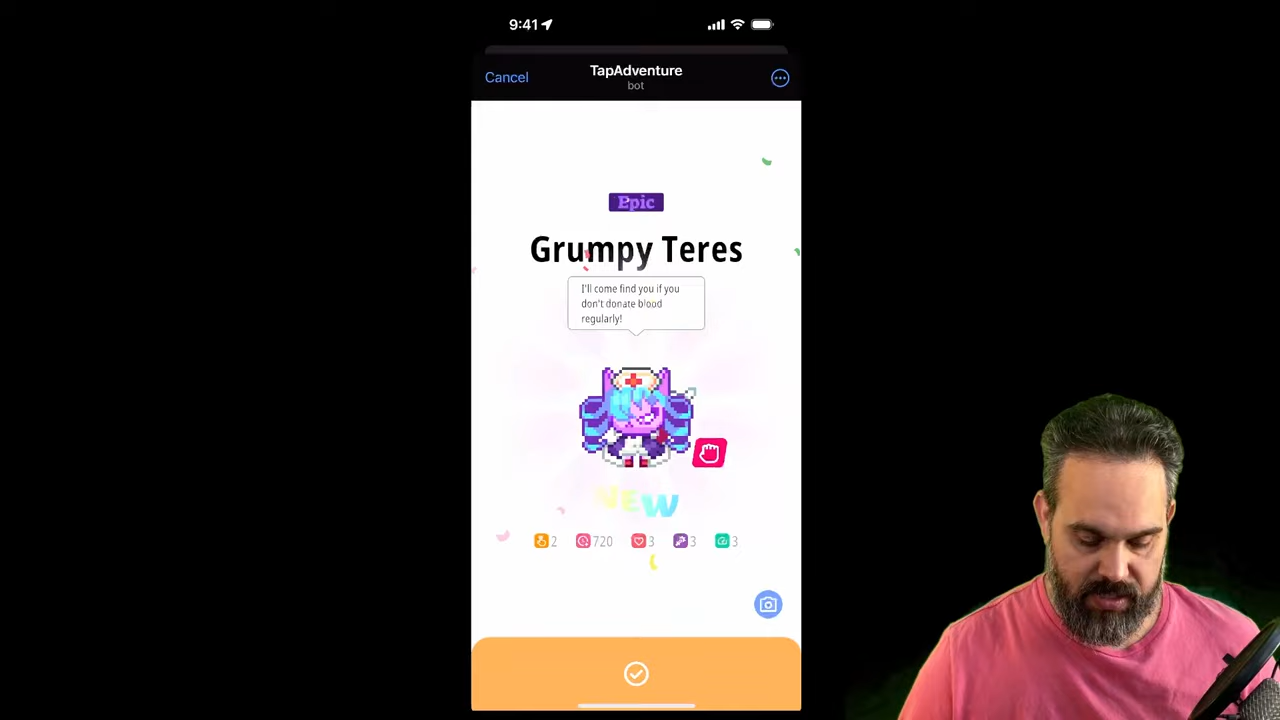 9:41
Cancel
TapAdventure
bot
Epic
Grumpy Teres
I'll come find you if you
don't donate blood
regularly!
NEW
2 720 3 3 3